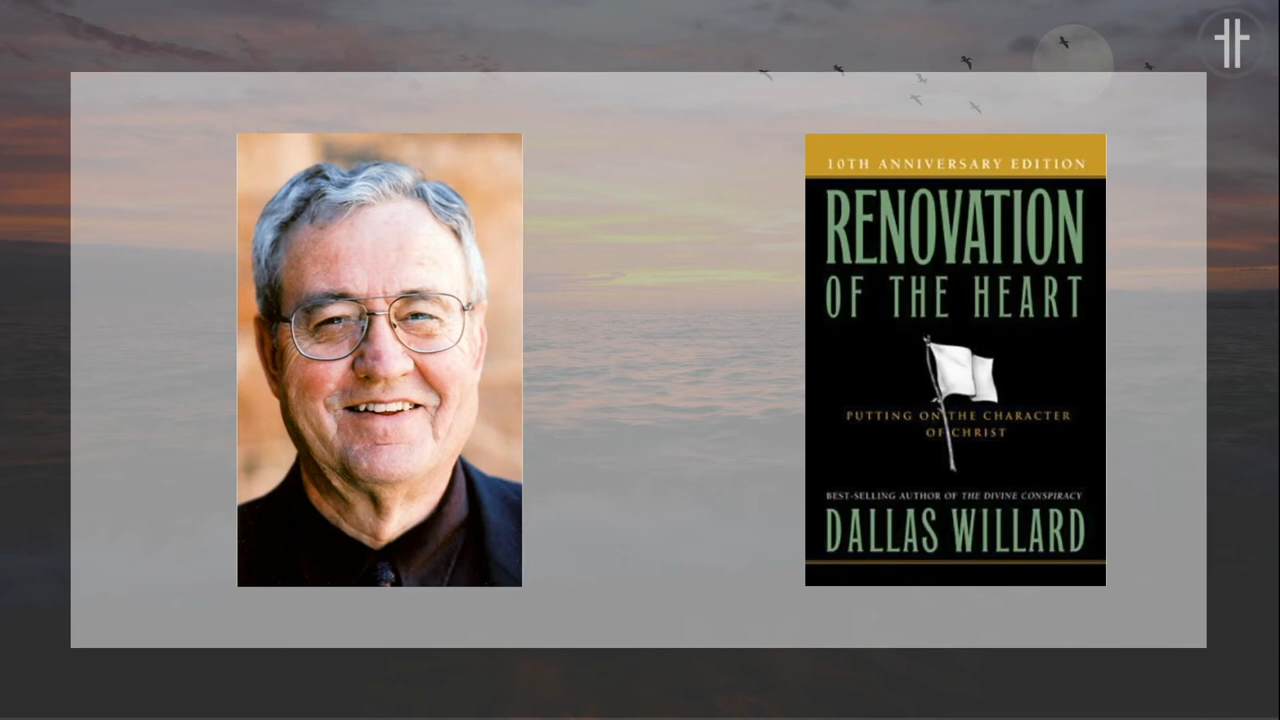 10TH ANNIVERSARY EDITION
RENOVATION
OF THE HEART
PUTTING ON THE CHARACTER
OF CHRIST
BEST-SELLING AUTHOR OF THE DIVINE CONSPIRACY
DALLAS WILLARD